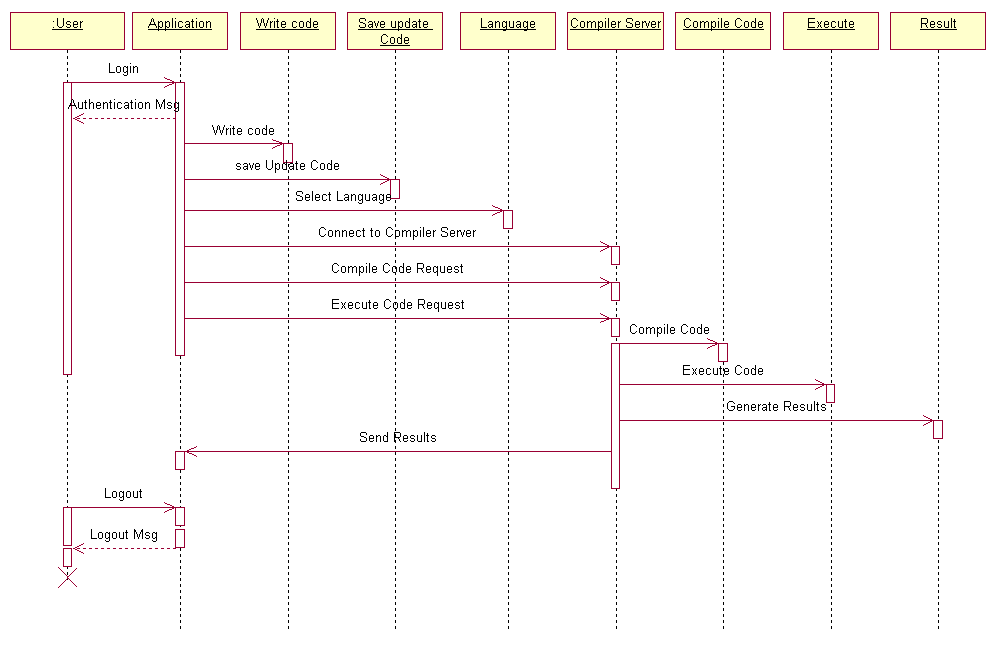 :User
Application
Write code
Save update
Code
Language
Compiler Server
Compile Code
Execute
Result
Login
Authentication Msg
Write code
save Update Code
Select Language
Connect to Compiler Server
Compile Code Request
Execute Code Request
Compile Code
Execute Code
Generate Results
Send Results
Logout
Logout Msg